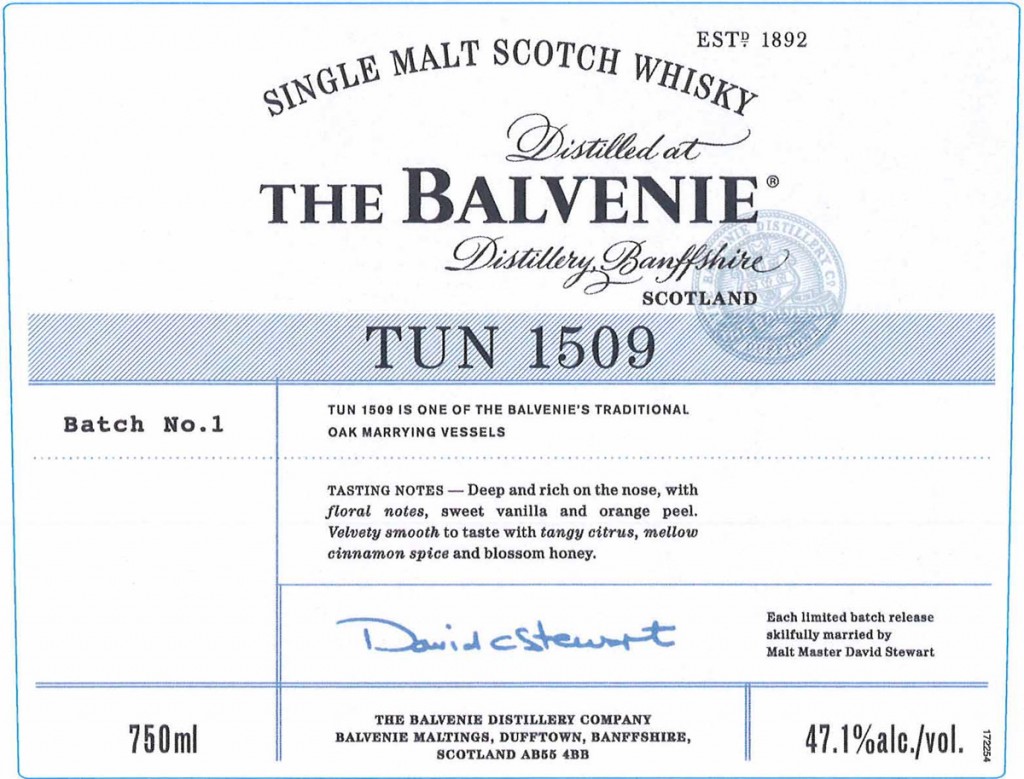 ESTD 1892
SINGLE MALT SCOTCH WHISKY
Distilled at
THE BALVENIE®
Distillery, Banffshire
SCOTLAND
TUN 1509
Batch No.1
TUN 1509 IS ONE OF THE BALVENIE'S TRADITIONAL
OAK MARRYING VESSELS
TASTING NOTES — Deep and rich on the nose, with
floral notes, sweet vanilla and orange peel.
Velvety smooth to taste with tangy citrus, mellow
cinnamon spice and blossom honey.
David C Stewart
Each limited batch release
skilfully married by
Malt Master David Stewart
750ml
THE BALVENIE DISTILLERY COMPANY
BALVENIE MALTINGS, DUFFTOWN, BANFFSHIRE,
SCOTLAND AB55 4BB
47.1%alc./vol.
172254